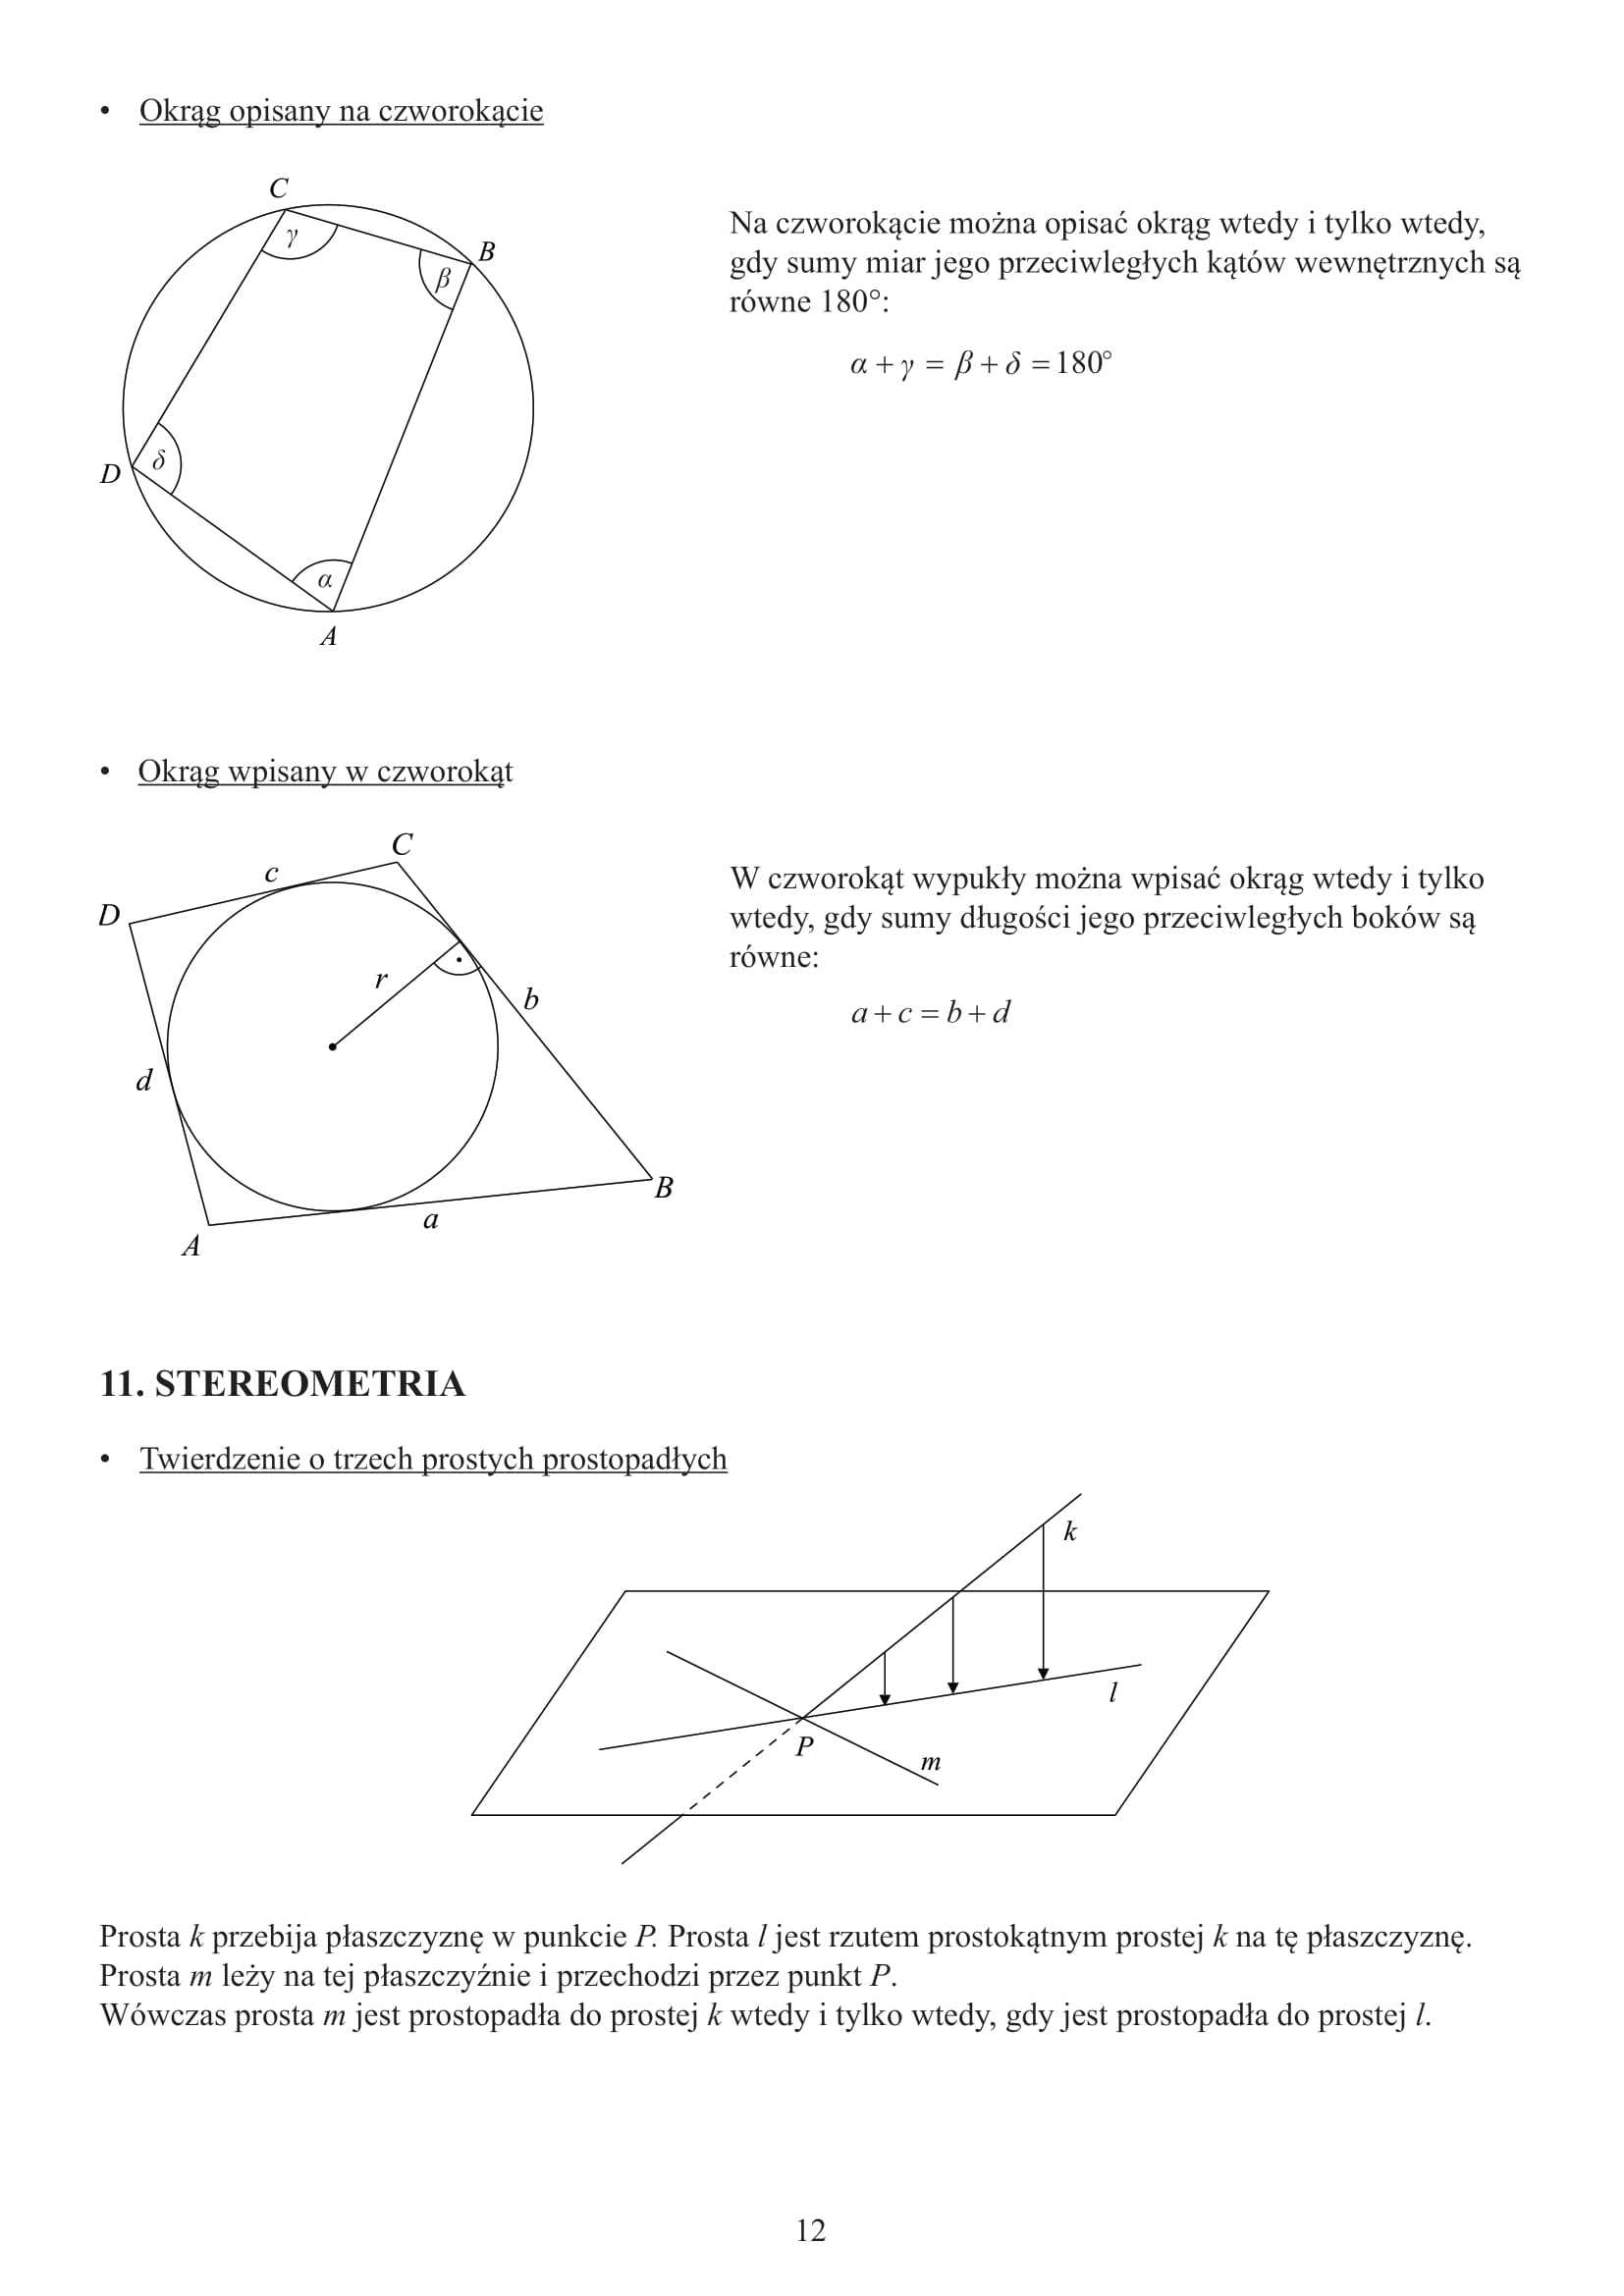 • Okrąg opisany na czworokącie
C
γ
B
β
D
δ
α
A
Na czworokącie można opisać okrąg wtedy i tylko wtedy,
gdy sumy miar jego przeciwległych kątów wewnętrznych są
równe 180°:
α + γ = β + δ = 180°
• Okrąg wpisany w czworokąt
C
c
D
r
b
d
B
a
A
W czworokąt wypukły można wpisać okrąg wtedy i tylko
wtedy, gdy sumy długości jego przeciwległych boków są
równe:
a + c = b + d
11. STEREOMETRIA
• Twierdzenie o trzech prostych prostopadłych
k
l
P
m
Prosta k przebija płaszczyznę w punkcie P. Prosta l jest rzutem prostokątnym prostej k na tę płaszczyznę.
Prosta m leży na tej płaszczyźnie i przechodzi przez punkt P.
Wówczas prosta m jest prostopadła do prostej k wtedy i tylko wtedy, gdy jest prostopadła do prostej l.
12